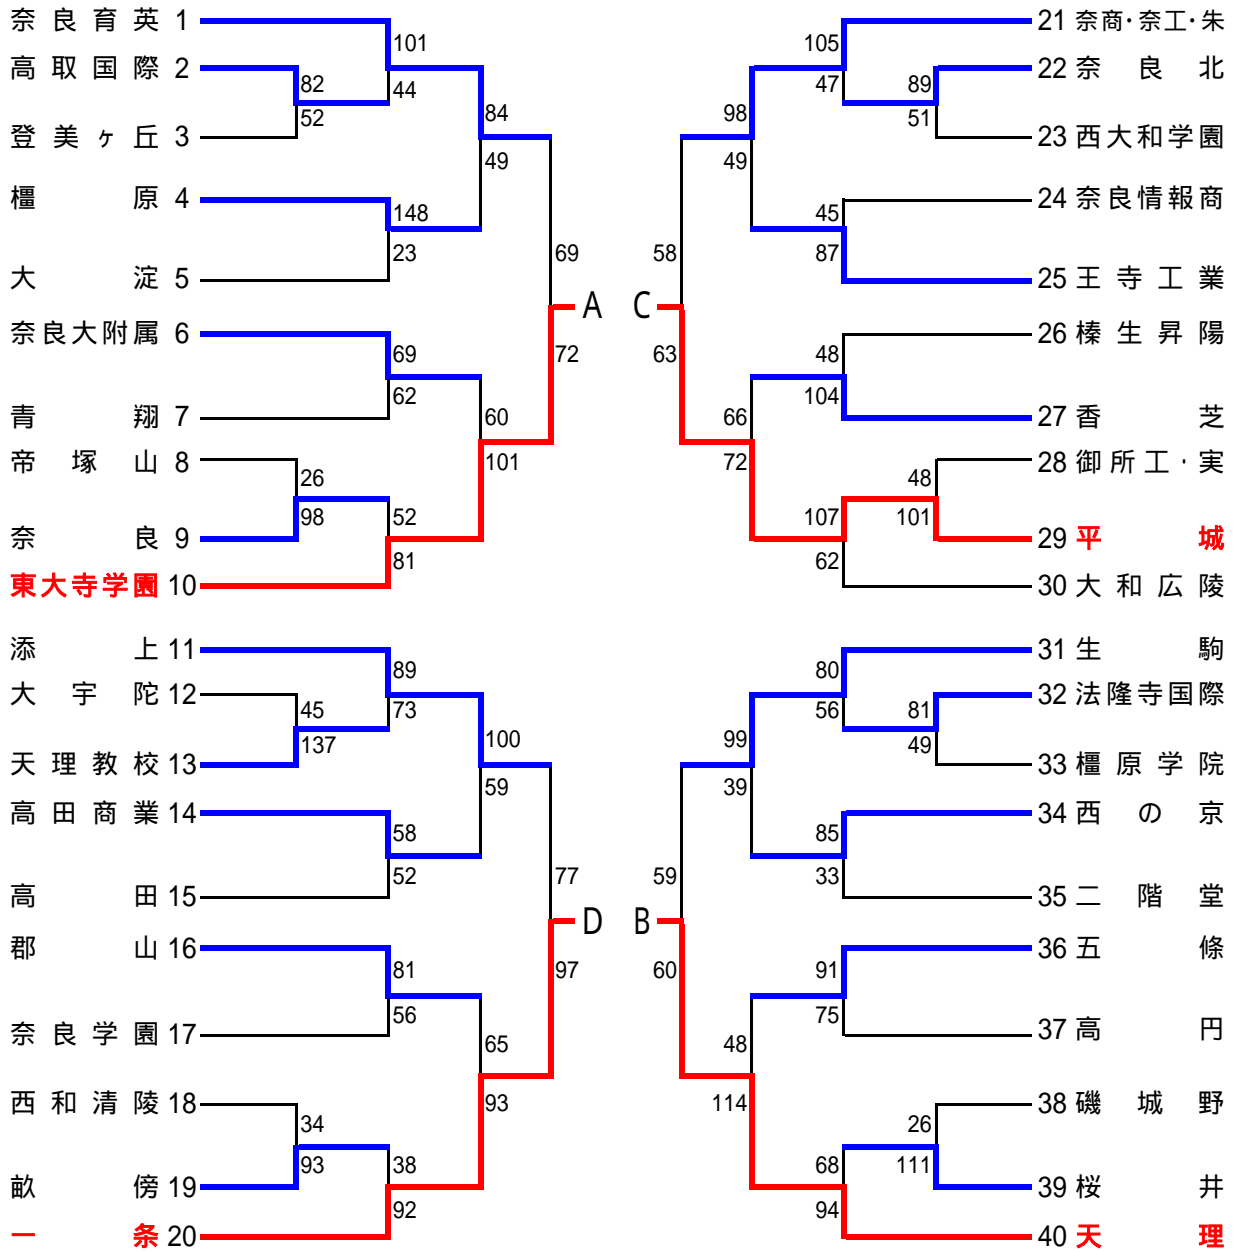 奈良育英 1
101
高取国際 2
82
44
52
84
登美ヶ丘 3
49
橿原 4
148
23
69
大淀 5
A
奈良大附属 6
69
72
62
青翔 7
60
帝塚山 8
26
101
98
52
奈良 9
81
東大寺学園 10
添上 11
89
大宇陀 12
45
73
137
100
天理教校 13
59
高田商業 14
58
52
77
高田 15
D
郡山 16
81
97
56
奈良学園 17
65
西和清陵 18
34
93
93
38
畝傍 19
92
一条 20
21 奈商・奈工・朱
105
22 奈良北
47
89
51
98
23 西大和学園
49
24 奈良情報商
45
87
58
25 王寺工業
C
26 榛生昇陽
48
63
104
27 香芝
66
28 御所工・実
72
48
107
101
29 平城
62
30 大和広陵
31 生駒
80
32 法隆寺国際
56
81
99
49
33 橿原学院
39
34 西の京
85
33
59
35 二階堂
B
36 五條
91
60
75
37 高円
48
38 磯城野
114
26
68
111
39 桜井
94
40 天理